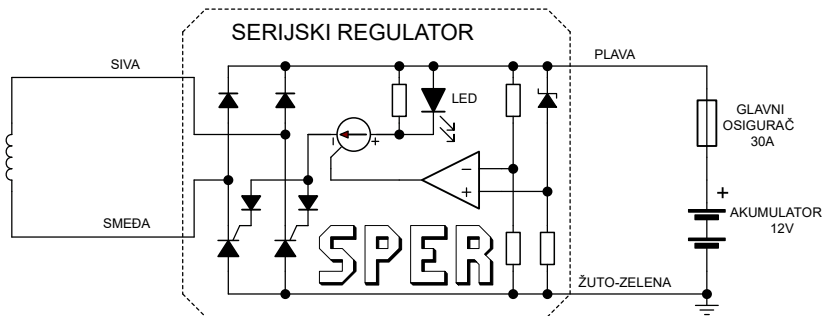 SERIJSKI REGULATOR
SIVA
PLAVA
LED
GLAVNI
OSIGURAČ
30A
- +
−
+
+
AKUMULATOR
12V
SMEĐA
SPER
ŽUTO-ZELENA